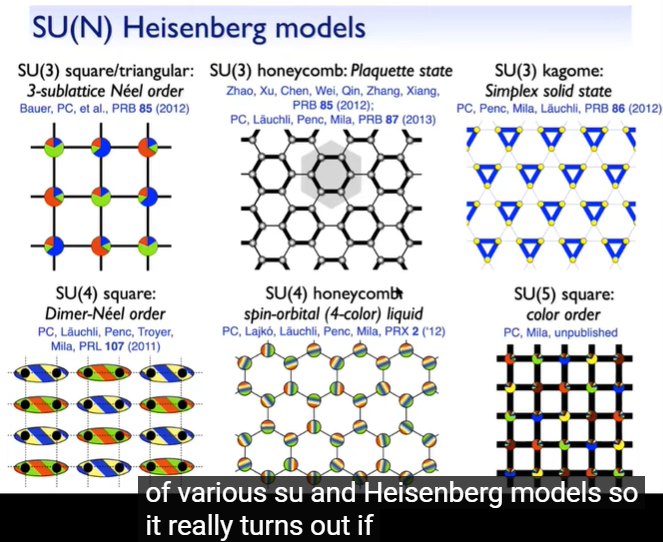 SU(N) Heisenberg models
SU(3) square/triangular:
3-sublattice Néel order
Bauer, PC, et al., PRB 85 (2012)
SU(3) honeycomb: Plaquette state
Zhao, Xu, Chen, Wei, Qin, Zhang, Xiang,
PRB 85 (2012);
PC, Läuchli, Penc, Mila, PRB 87 (2013)
SU(3) kagome:
Simplex solid state
PC, Penc, Mila, Läuchli, PRB 86 (2012)
SU(4) square:
Dimer-Néel order
PC, Läuchli, Penc, Troyer,
Mila, PRL 107 (2011)
SU(4) honeycomb:
spin-orbital (4-color) liquid
PC, Lajkó, Läuchli, Penc, Mila, PRX 2 ('12)
SU(5) square:
color order
PC, Mila, unpublished
of various su and Heisenberg models so
it really turns out if